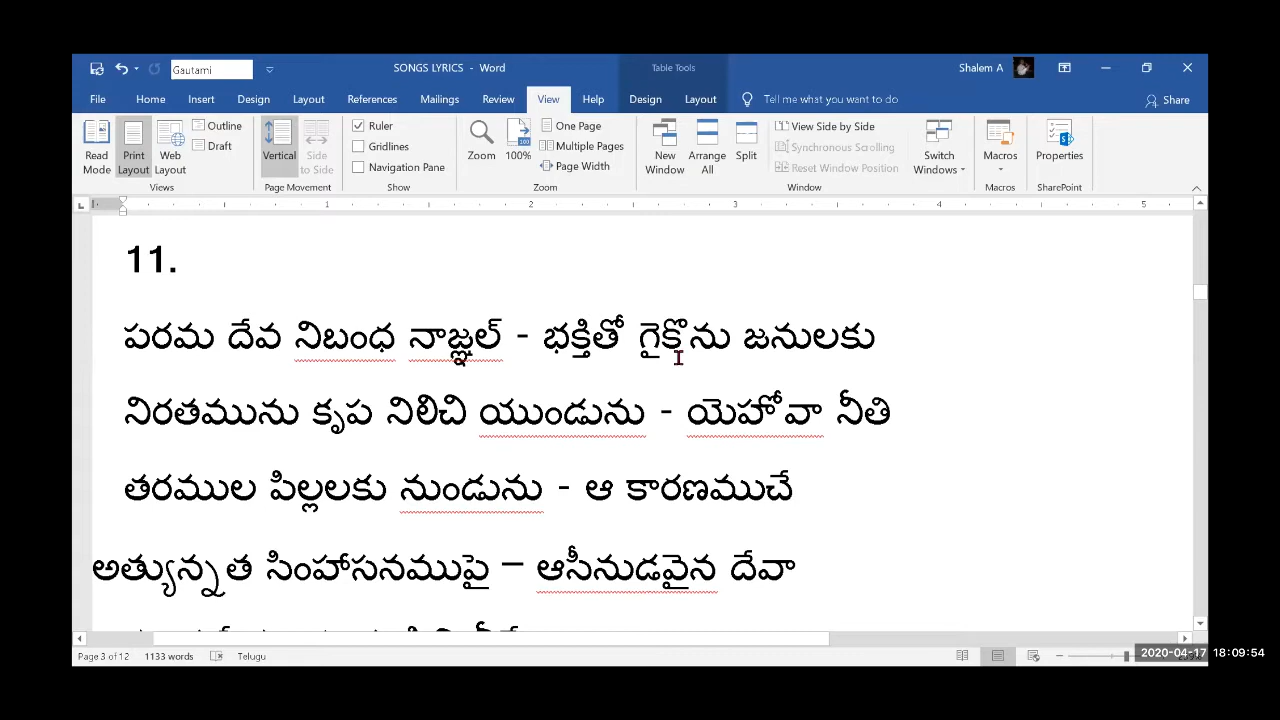 Gautami
SONGS LYRICS - Word
Table Tools
Shalem A
File Home Insert Design Layout References Mailings Review View Help Design Layout Tell me what you want to do Share
Read Mode
Print Layout
Web Layout
Outline
Draft
Views
Vertical
Side to Side
Page Movement
Ruler
Gridlines
Navigation Pane
Show
Zoom
100%
One Page
Multiple Pages
Page Width
Zoom
New Window
Arrange All
Split
View Side by Side
Synchronous Scrolling
Reset Window Position
Window
Switch Windows
Macros
Macros
Properties
SharePoint
1 2 3 4 5
11.
పరమ దేవ నిబంధ నాజ్ఞల్ - భక్తితో గైకొను జనులకు
నిరతమును కృప నిలిచి యుండును - యెహోవా నీతి
తరముల పిల్లలకు నుండును - ఆ కారణముచే
అత్యున్నత సింహాసనముపై – ఆసీనుడవైన దేవా
Page 3 of 12 1133 words Telugu
2020-04-17 18:09:54